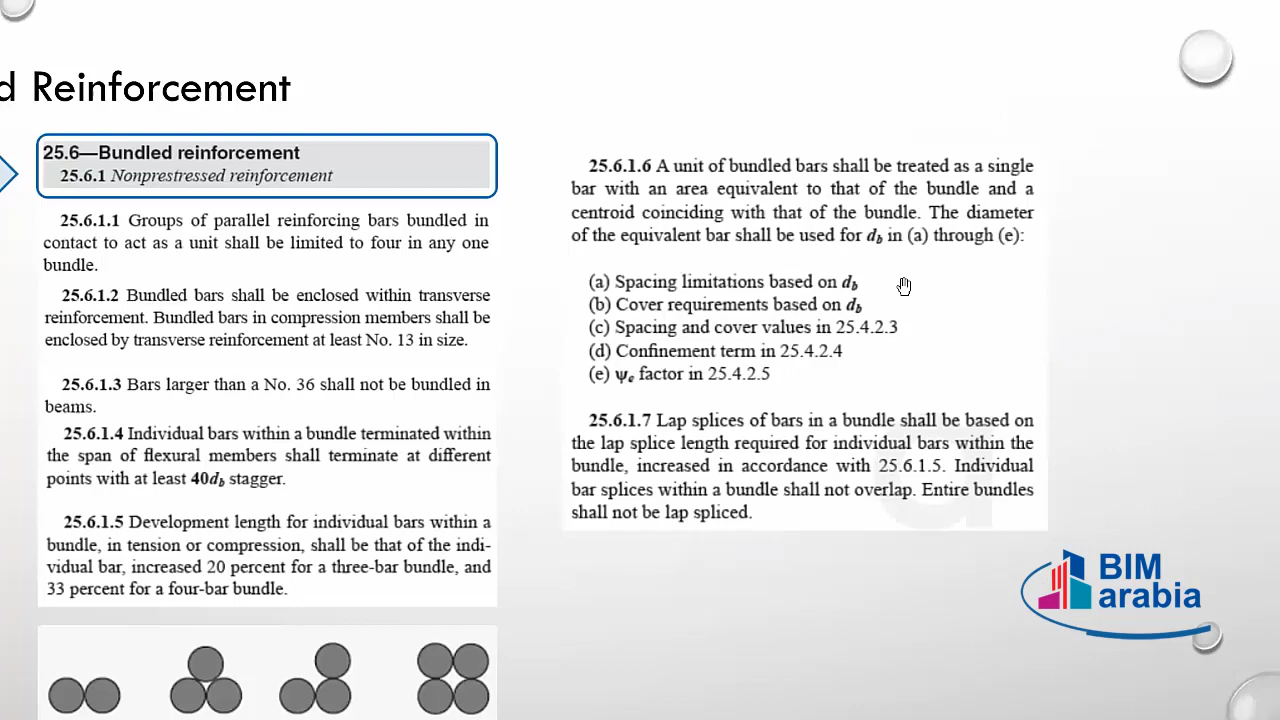 d Reinforcement
25.6—Bundled reinforcement
25.6.1 Nonprestressed reinforcement
25.6.1.1 Groups of parallel reinforcing bars bundled in
contact to act as a unit shall be limited to four in any one
bundle.
25.6.1.2 Bundled bars shall be enclosed within transverse
reinforcement. Bundled bars in compression members shall be
enclosed by transverse reinforcement at least No. 13 in size.
25.6.1.3 Bars larger than a No. 36 shall not be bundled in
beams.
25.6.1.4 Individual bars within a bundle terminated within
the span of flexural members shall terminate at different
points with at least 40db stagger.
25.6.1.5 Development length for individual bars within a
bundle, in tension or compression, shall be that of the indi-
vidual bar, increased 20 percent for a three-bar bundle, and
33 percent for a four-bar bundle.
25.6.1.6 A unit of bundled bars shall be treated as a single
bar with an area equivalent to that of the bundle and a
centroid coinciding with that of the bundle. The diameter
of the equivalent bar shall be used for db in (a) through (e):
(a) Spacing limitations based on db
(b) Cover requirements based on db
(c) Spacing and cover values in 25.4.2.3
(d) Confinement term in 25.4.2.4
(e) ψe factor in 25.4.2.5
25.6.1.7 Lap splices of bars in a bundle shall be based on
the lap splice length required for individual bars within the
bundle, increased in accordance with 25.6.1.5. Individual
bar splices within a bundle shall not overlap. Entire bundles
shall not be lap spliced.
BIM
arabia